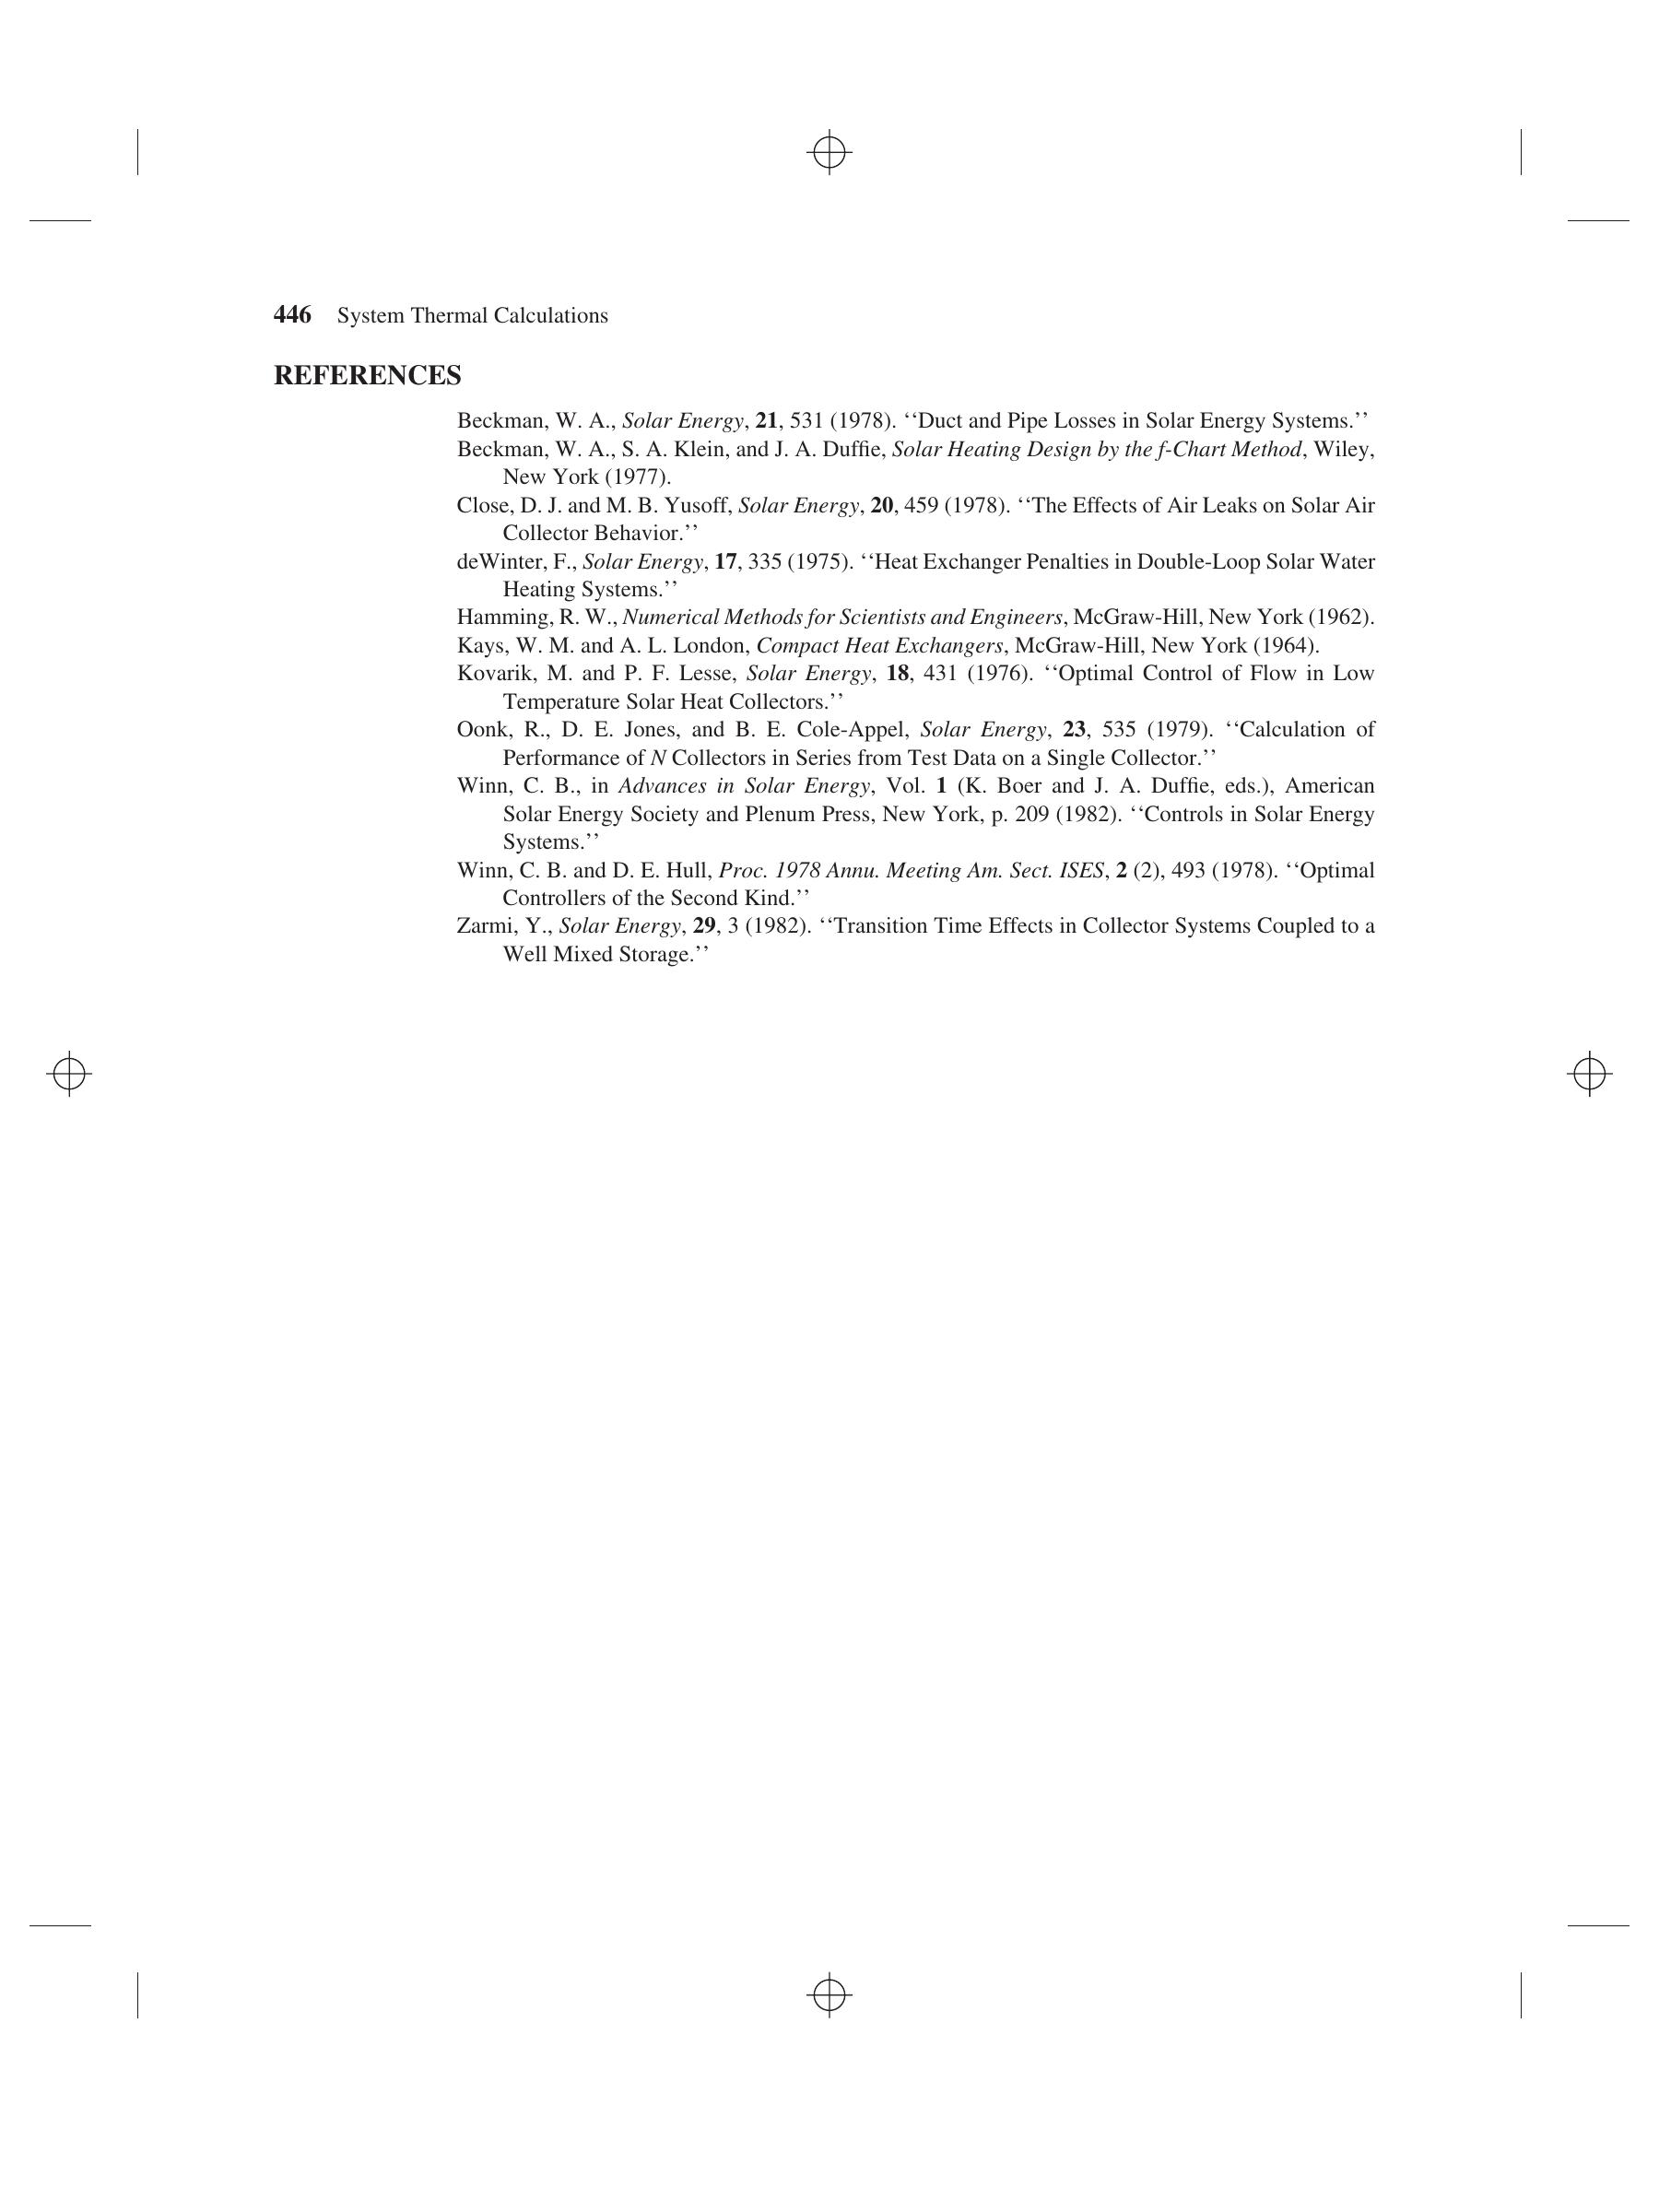 446 System Thermal Calculations
REFERENCES
Beckman, W. A., Solar Energy, 21, 531 (1978). ‘‘Duct and Pipe Losses in Solar Energy Systems.’’
Beckman, W. A., S. A. Klein, and J. A. Duffie, Solar Heating Design by the f-Chart Method, Wiley,
New York (1977).
Close, D. J. and M. B. Yusoff, Solar Energy, 20, 459 (1978). ‘‘The Effects of Air Leaks on Solar Air
Collector Behavior.’’
deWinter, F., Solar Energy, 17, 335 (1975). ‘‘Heat Exchanger Penalties in Double-Loop Solar Water
Heating Systems.’’
Hamming, R. W., Numerical Methods for Scientists and Engineers, McGraw-Hill, New York (1962).
Kays, W. M. and A. L. London, Compact Heat Exchangers, McGraw-Hill, New York (1964).
Kovarik, M. and P. F. Lesse, Solar Energy, 18, 431 (1976). ‘‘Optimal Control of Flow in Low
Temperature Solar Heat Collectors.’’
Oonk, R., D. E. Jones, and B. E. Cole-Appel, Solar Energy, 23, 535 (1979). ‘‘Calculation of
Performance of N Collectors in Series from Test Data on a Single Collector.’’
Winn, C. B., in Advances in Solar Energy, Vol. 1 (K. Boer and J. A. Duffie, eds.), American
Solar Energy Society and Plenum Press, New York, p. 209 (1982). ‘‘Controls in Solar Energy
Systems.’’
Winn, C. B. and D. E. Hull, Proc. 1978 Annu. Meeting Am. Sect. ISES, 2 (2), 493 (1978). ‘‘Optimal
Controllers of the Second Kind.’’
Zarmi, Y., Solar Energy, 29, 3 (1982). ‘‘Transition Time Effects in Collector Systems Coupled to a
Well Mixed Storage.’’